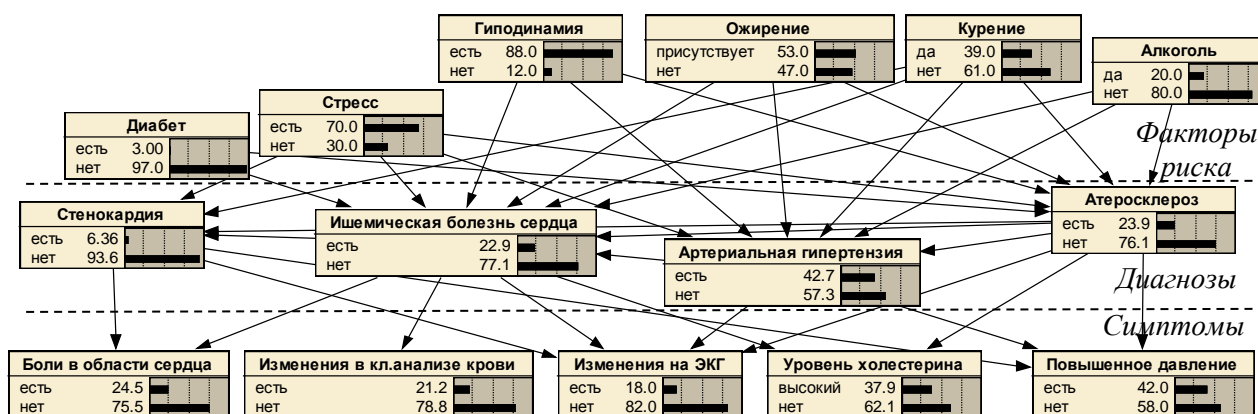 Гиподинамия
есть 88.0
нет 12.0
Ожирение
присутствует 53.0
нет 47.0
Курение
да 39.0
нет 61.0
Алкоголь
да 20.0
нет 80.0
Стресс
есть 70.0
нет 30.0
Диабет
есть 3.00
нет 97.0
Факторы
риска
Стенокардия
есть 6.36
нет 93.6
Ишемическая болезнь сердца
есть 22.9
нет 77.1
Артериальная гипертензия
есть 42.7
нет 57.3
Атеросклероз
есть 23.9
нет 76.1
Диагнозы
Симптомы
Боли в области сердца
есть 24.5
нет 75.5
Изменения в кл.анализе крови
есть 21.2
нет 78.8
Изменения на ЭКГ
есть 18.0
нет 82.0
Уровень холестерина
высокий 37.9
нет 62.1
Повышенное давление
есть 42.0
нет 58.0